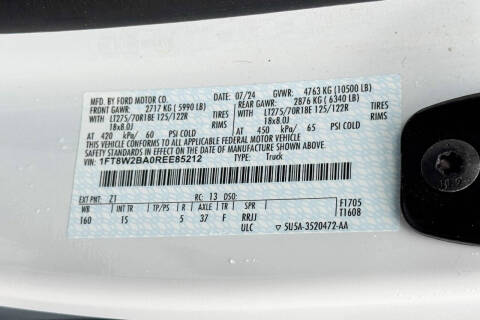 MFD. BY FORD MOTOR CO.
07/24
GVWR: 4763 KG (10500 LB)
FRONT GAWR: 2717 KG (5990 LB)
REAR GAWR: 2876 KG (6340 LB)
LT275/70R18E 125/122R TIRES
LT275/70R18E 125/122R TIRES
18x8.0J RIMS
18x8.0J RIMS
AT 420 kPa/ 60 PSI COLD
AT 450 kPa/ 65 PSI COLD
THIS VEHICLE CONFORMS TO ALL APPLICABLE FEDERAL MOTOR VEHICLE
SAFETY STANDARDS IN EFFECT ON THE DATE OF MANUFACTURE SHOWN ABOVE.
VIN: 1FT8W2BA0REE85212
TYPE: Truck
EXT PNT: Z1 RC: 13 DSO:
WB INT TR TP/PS R AXLE TR SPR
160 1S 5 37 F RRJJ
F1705
T1608
ULC
5U5A-3520472-AA